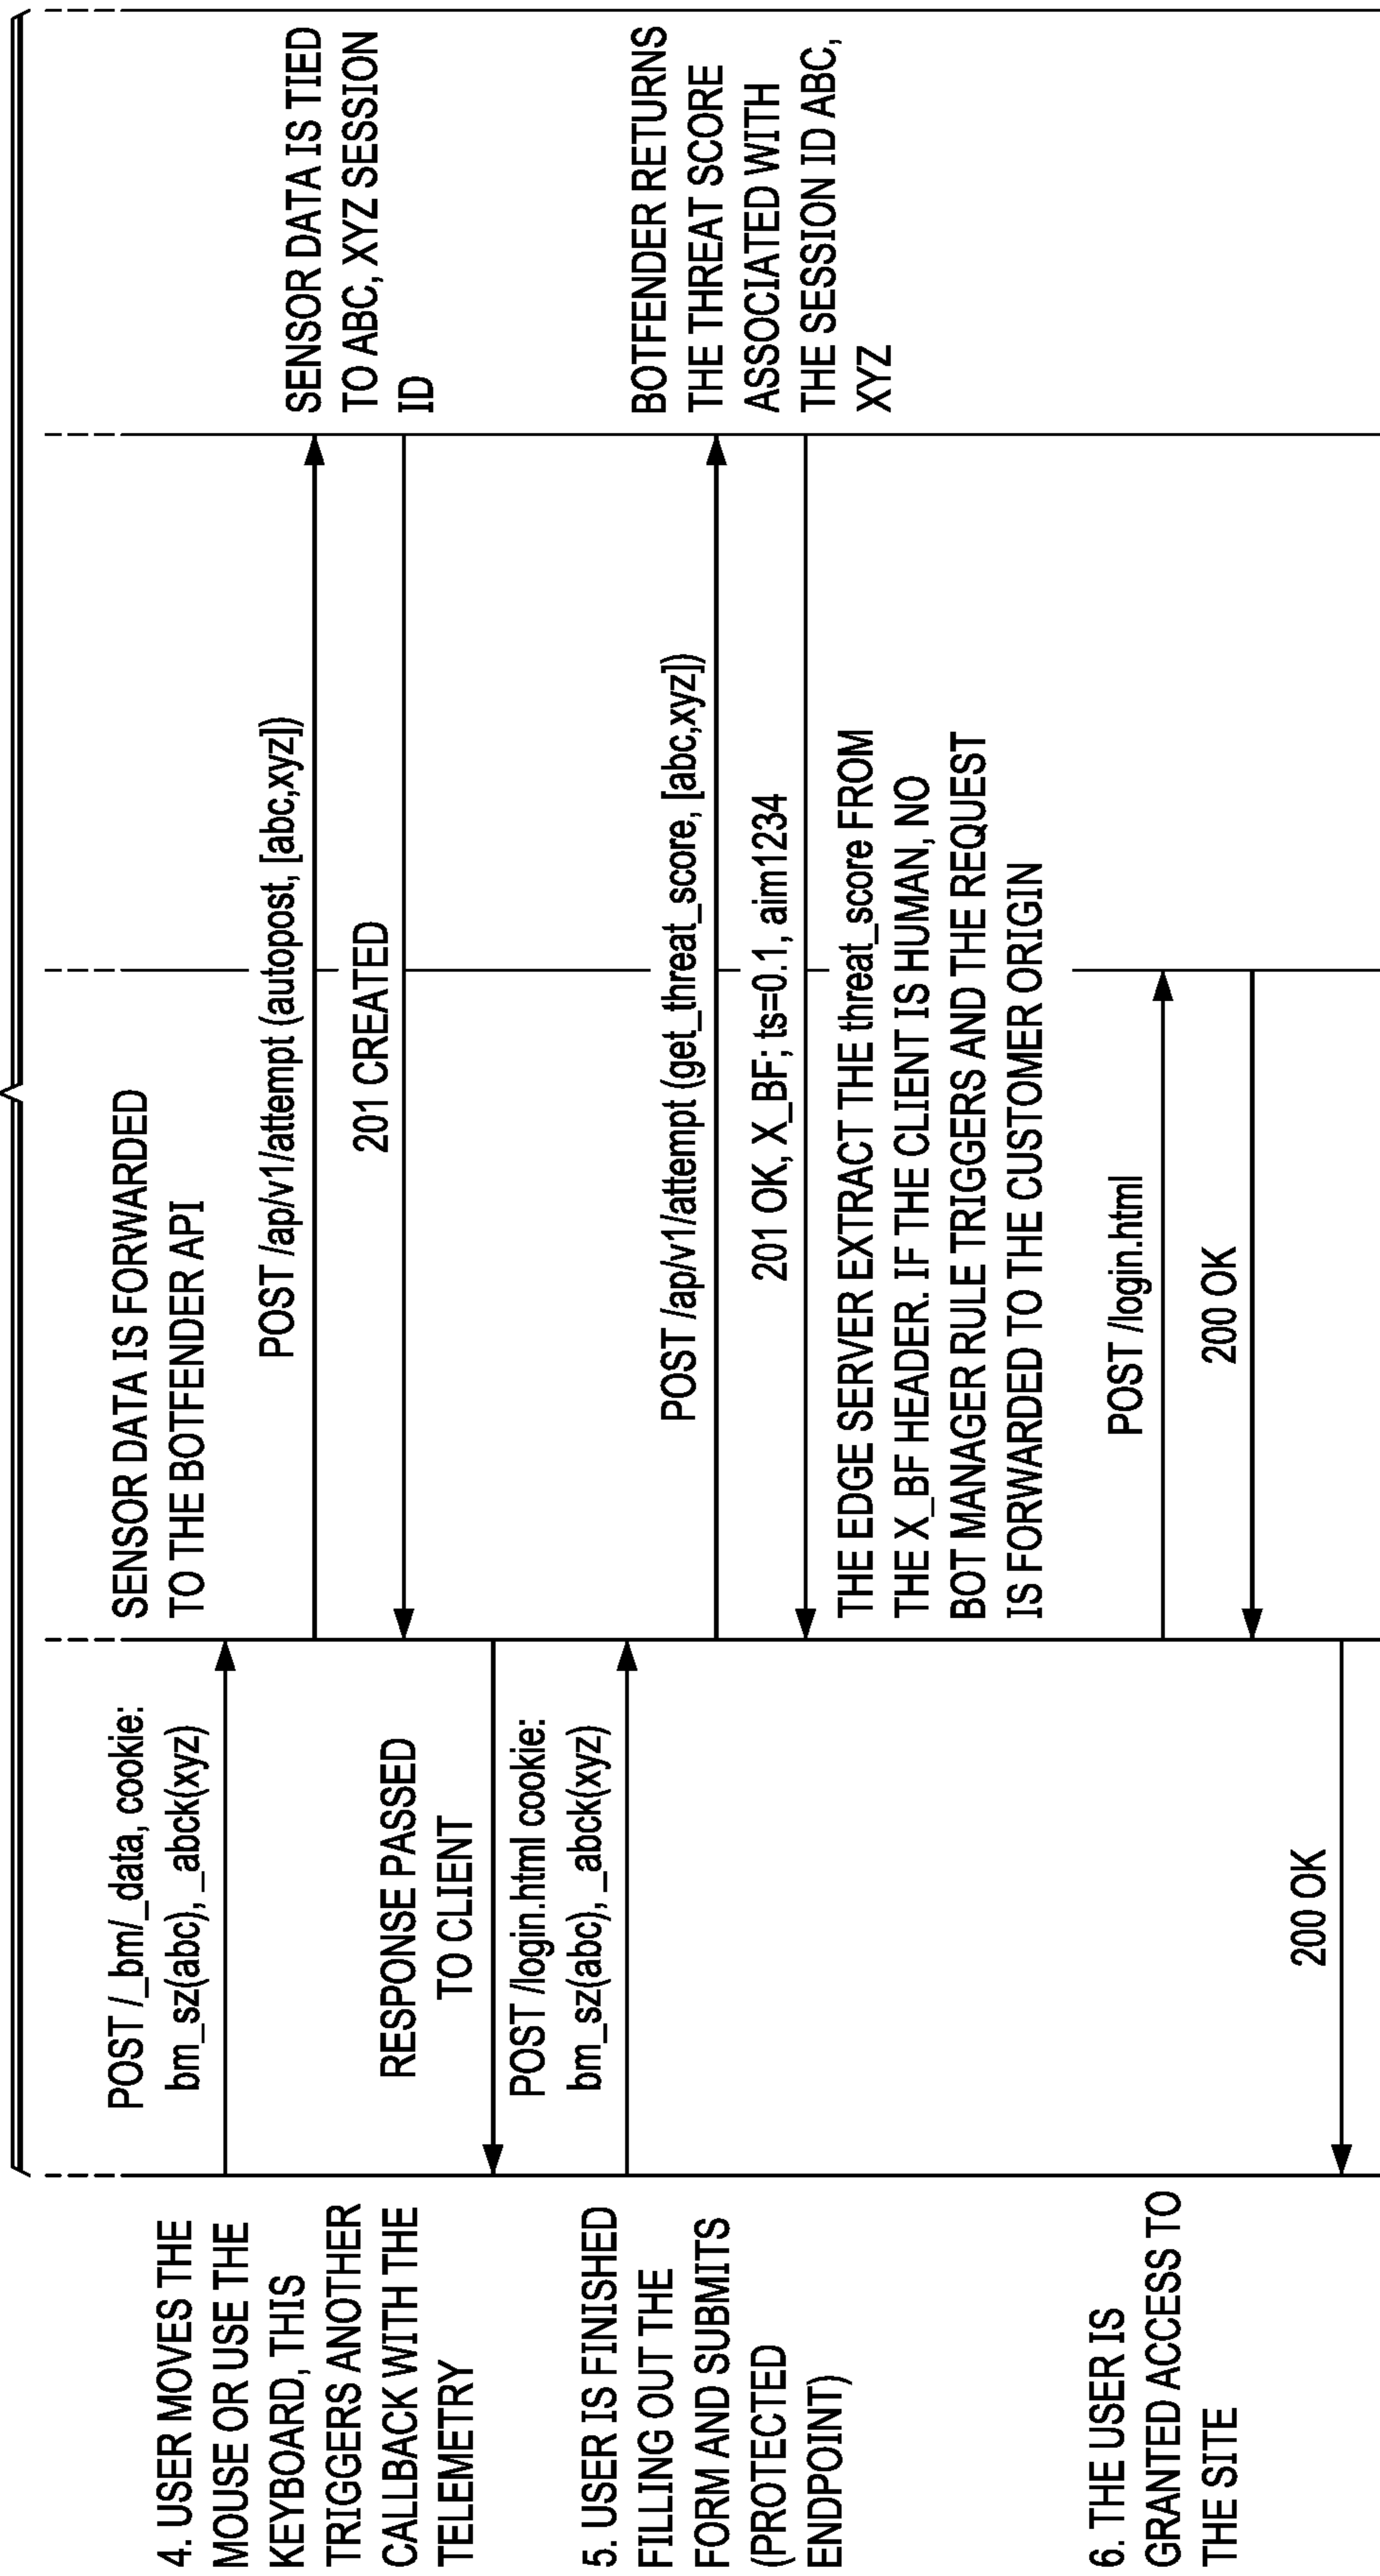 4. USER MOVES THE
MOUSE OR USE THE
KEYBOARD, THIS
TRIGGERS ANOTHER
CALLBACK WITH THE
TELEMETRY
POST /_bm/_data, cookie:
bm_sz(abc), _abck(xyz)
SENSOR DATA IS FORWARDED
TO THE BOTFENDER API
POST /ap/v1/attempt (autopost, [abc,xyz])
SENSOR DATA IS TIED
TO ABC, XYZ SESSION
ID
201 CREATED
RESPONSE PASSED
TO CLIENT
5. USER IS FINISHED
FILLING OUT THE
FORM AND SUBMITS
(PROTECTED
ENDPOINT)
POST /login.html cookie:
bm_sz(abc), _abck(xyz)
POST /ap/v1/attempt (get_threat_score, [abc,xyz])
BOTFENDER RETURNS
THE THREAT SCORE
ASSOCIATED WITH
THE SESSION ID ABC,
XYZ
201 OK, X_BF; ts=0.1, aim1234
THE EDGE SERVER EXTRACT THE threat_score FROM
THE X_BF HEADER. IF THE CLIENT IS HUMAN, NO
BOT MANAGER RULE TRIGGERS AND THE REQUEST
IS FORWARDED TO THE CUSTOMER ORIGIN
6. THE USER IS
GRANTED ACCESS TO
THE SITE
POST /login.html
200 OK
200 OK